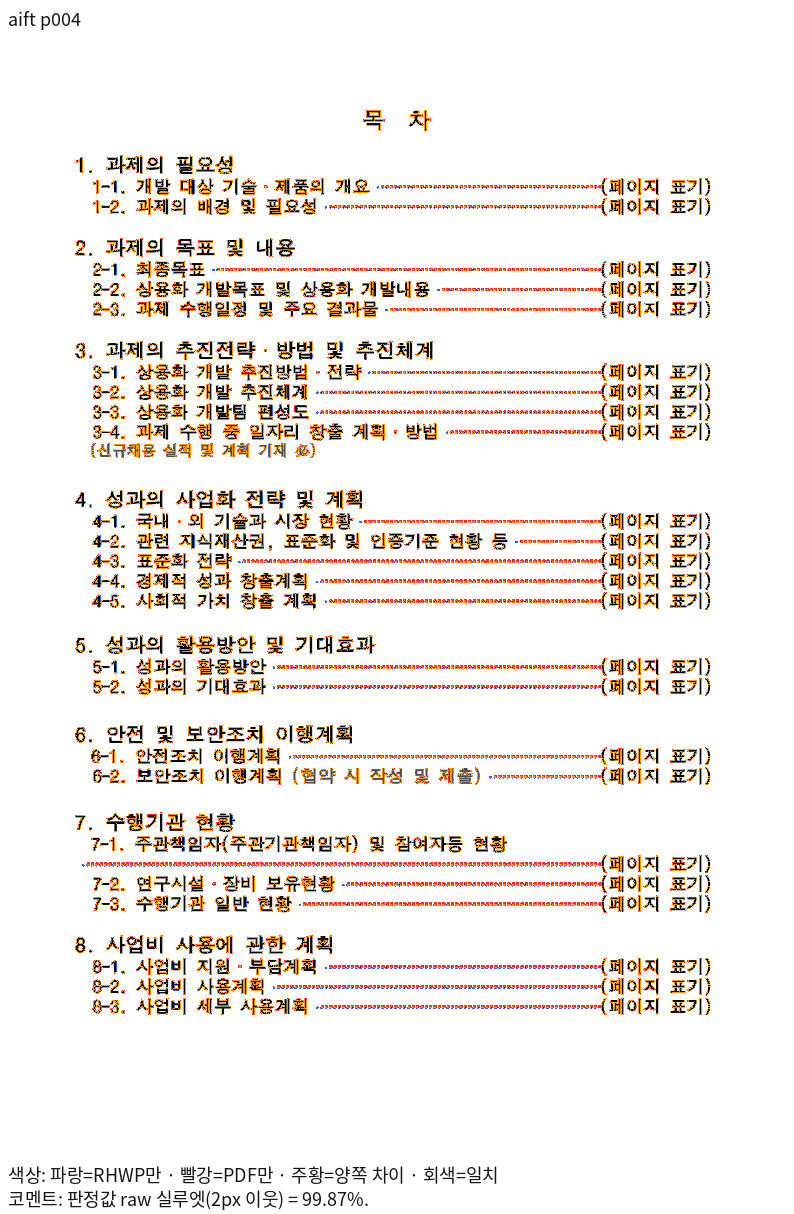 aift p004
목 차
1. 과제의 필요성
1-1. 개발 대상 기술·제품의 개요 (페이지 표기)
1-2. 과제의 배경 및 필요성 (페이지 표기)
2. 과제의 목표 및 내용
2-1. 최종목표 (페이지 표기)
2-2. 상용화 개발목표 및 상용화 개발내용 (페이지 표기)
2-3. 과제 수행일정 및 주요 결과물 (페이지 표기)
3. 과제의 추진전략·방법 및 추진체계
3-1. 상용화 개발 추진방법·전략 (페이지 표기)
3-2. 상용화 개발 추진체계 (페이지 표기)
3-3. 상용화 개발팀 편성도 (페이지 표기)
3-4. 과제 수행 중 일자리 창출 계획·방법 (페이지 표기)
(신규채용 실적 및 계획 기재 必)
4. 성과의 사업화 전략 및 계획
4-1. 국내·외 기술과 시장 현황 (페이지 표기)
4-2. 관련 지식재산권, 표준화 및 인증기준 현황 등 (페이지 표기)
4-3. 표준화 전략 (페이지 표기)
4-4. 경제적 성과 창출계획 (페이지 표기)
4-5. 사회적 가치 창출 계획 (페이지 표기)
5. 성과의 활용방안 및 기대효과
5-1. 성과의 활용방안 (페이지 표기)
5-2. 성과의 기대효과 (페이지 표기)
6. 안전 및 보안조치 이행계획
6-1. 안전조치 이행계획 (페이지 표기)
6-2. 보안조치 이행계획 (협약 시 작성 및 제출) (페이지 표기)
7. 수행기관 현황
7-1. 주관책임자(주관기관책임자) 및 참여자등 현황
(페이지 표기)
7-2. 연구시설·장비 보유현황 (페이지 표기)
7-3. 수행기관 일반 현황 (페이지 표기)
8. 사업비 사용에 관한 계획
8-1. 사업비 지원·부담계획 (페이지 표기)
8-2. 사업비 사용계획 (페이지 표기)
8-3. 사업비 세부 사용계획 (페이지 표기)
색상: 파랑=RHWP만 · 빨강=PDF만 · 주황=양쪽 차이 · 회색=일치
코멘트: 판정값 raw 실루엣(2px 이웃) = 99.87%.